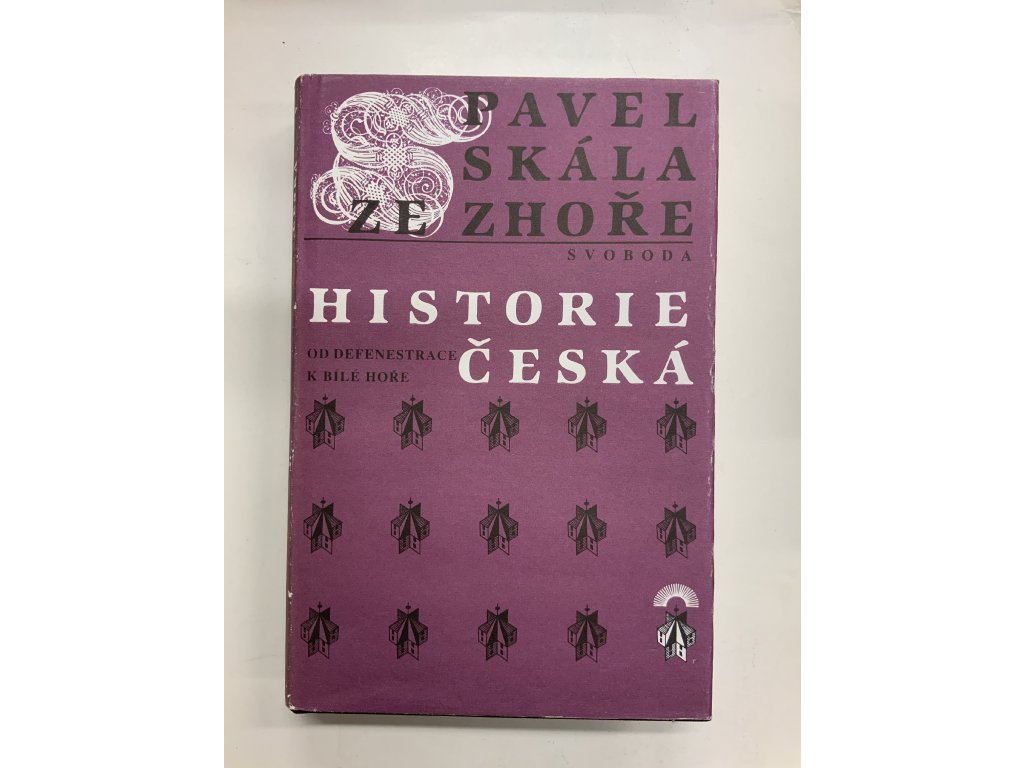 PAVEL
SKÁLA
ZE ZHOŘE
SVOBODA
HISTORIE
OD DEFENESTRACE ČESKÁ
K BÍLÉ HOŘE